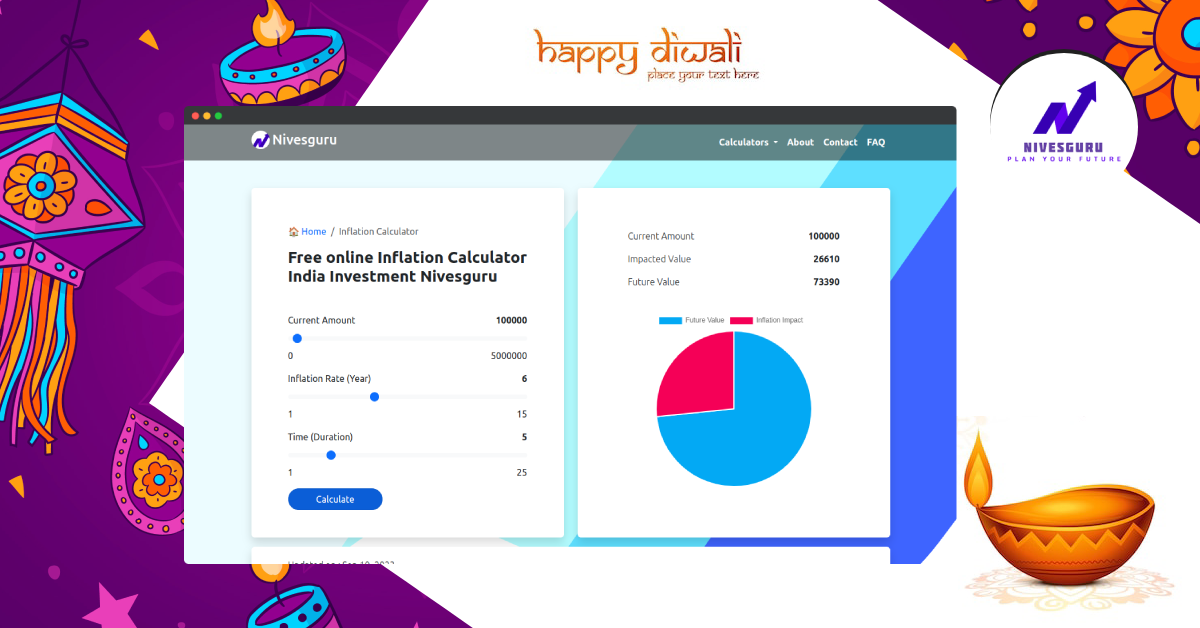 happy diwali
place your text here
NIVESGURU
PLAN YOUR FUTURE
Nivesguru
Calculators About Contact FAQ
Home / Inflation Calculator
Free online Inflation Calculator
India Investment Nivesguru
Current Amount 100000
0 5000000
Inflation Rate (Year) 6
1 15
Time (Duration) 5
1 25
Calculate
Current Amount 100000
Impacted Value 26610
Future Value 73390
Future Value Inflation Impact